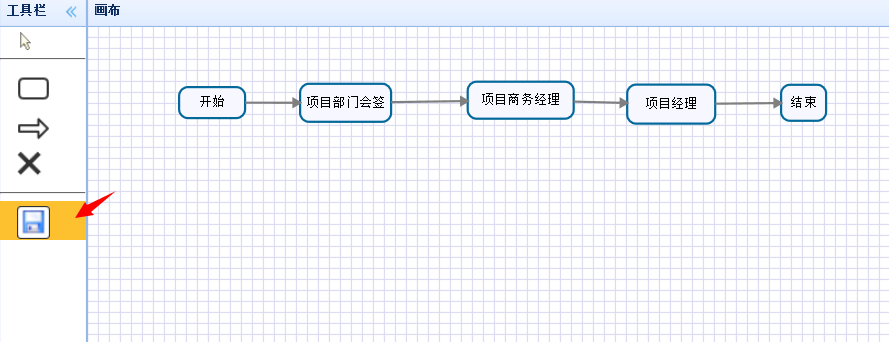 工具栏
画布
开始
项目部门会签
项目商务经理
项目经理
结束